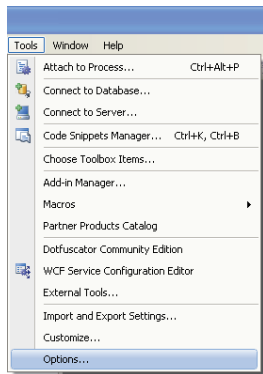 Tools Window Help
Attach to Process... Ctrl+Alt+P
Connect to Database...
Connect to Server...
Code Snippets Manager... Ctrl+K, Ctrl+B
Choose Toolbox Items...
Add-in Manager...
Macros
Partner Products Catalog
Dotfuscator Community Edition
WCF Service Configuration Editor
External Tools...
Import and Export Settings...
Customize...
Options...